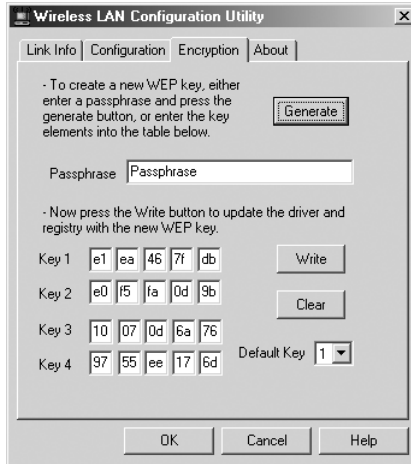 Wireless LAN Configuration Utility
Link Info Configuration Encryption About
- To create a new WEP key, either
enter a passphrase and press the
generate button, or enter the key
elements into the table below.
Generate
Passphrase Passphrase
- Now press the Write button to update the driver and
registry with the new WEP key.
Key 1 e1 ea 46 7f db Write
Key 2 e0 f5 fa 0d 9b
Clear
Key 3 10 07 0d 6a 76
Default Key 1
Key 4 97 55 ee 17 6d
OK Cancel Help